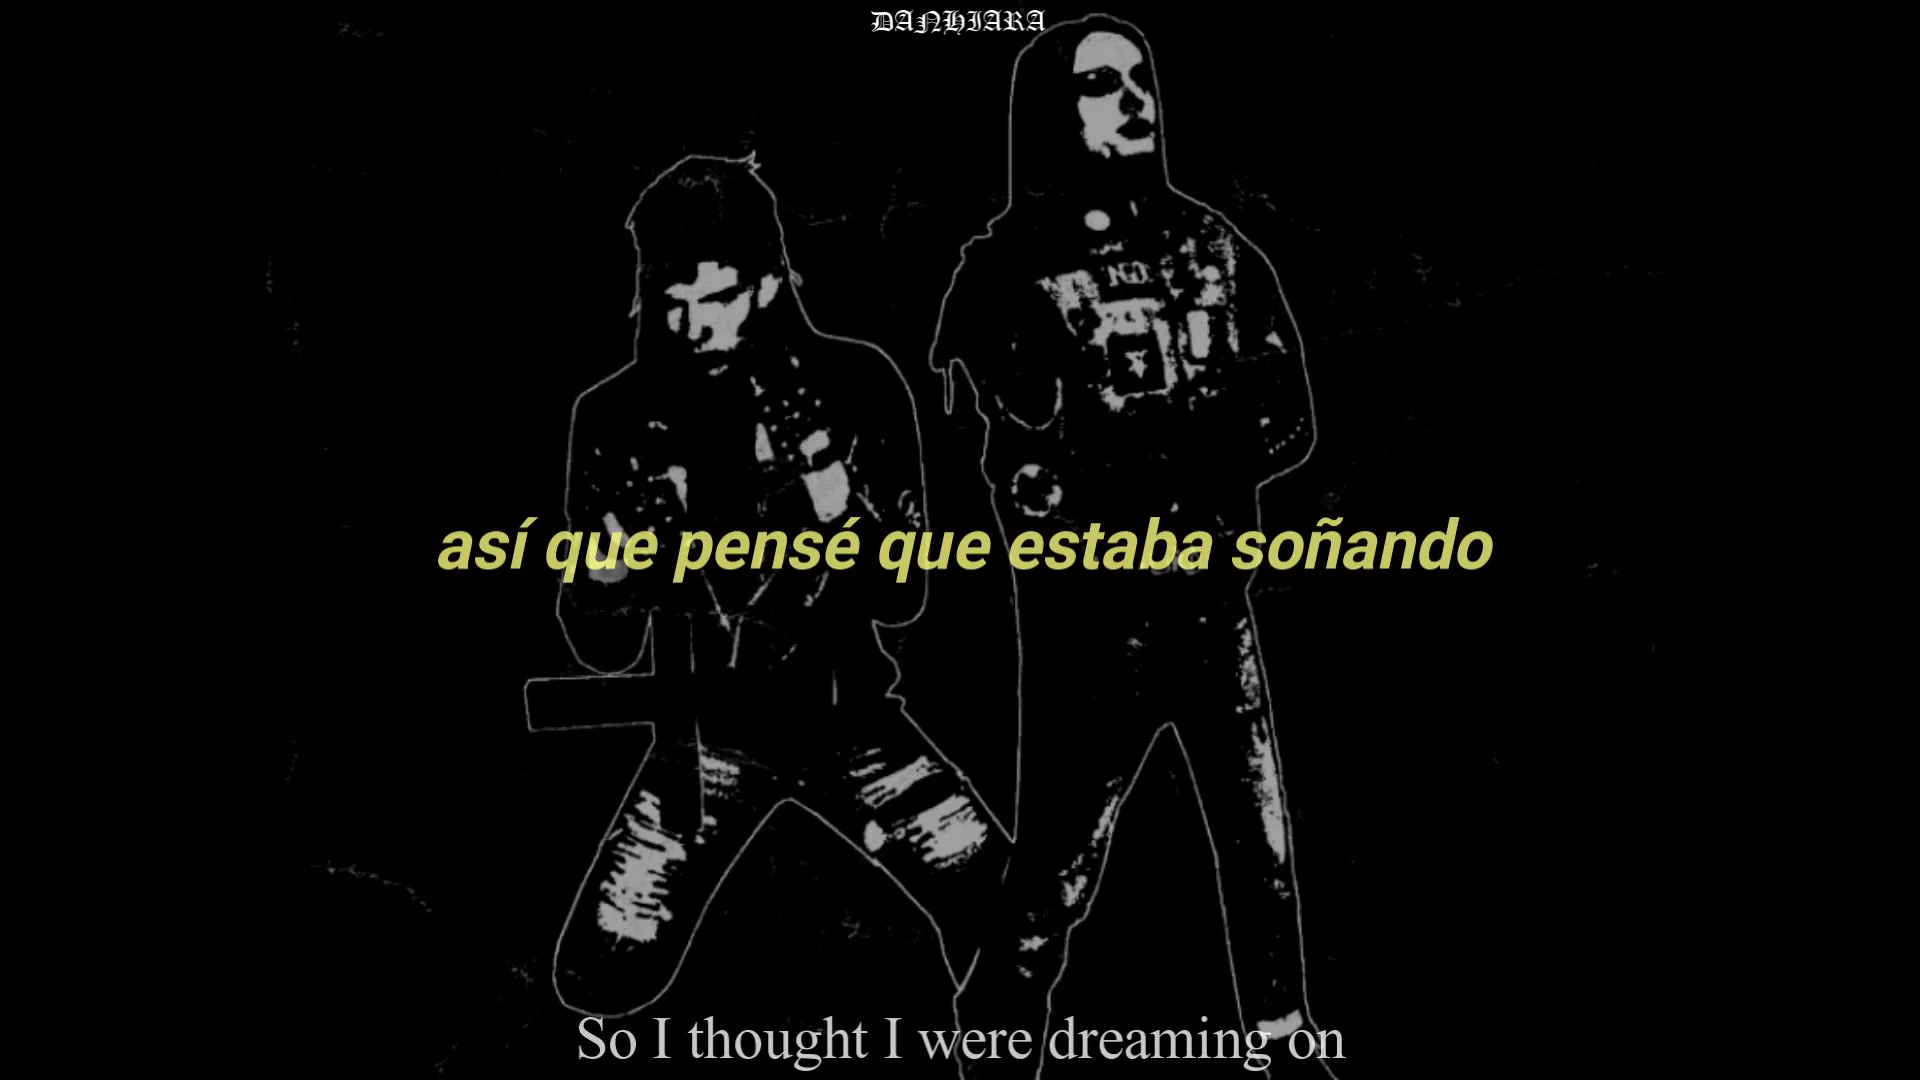 DANHIARA
así que pensé que estaba soñando
So I thought I were dreaming on